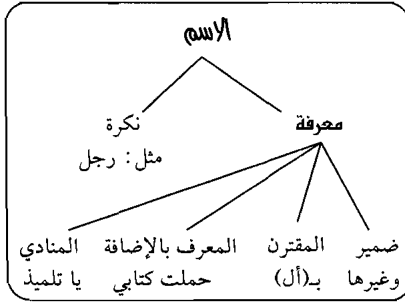 الاسم
معرفة نكرة
مثل: رجل
ضمير المقترن المعرف بالإضافة المنادي
وغيرها بـ(أل) حملت كتابي يا تلميذ